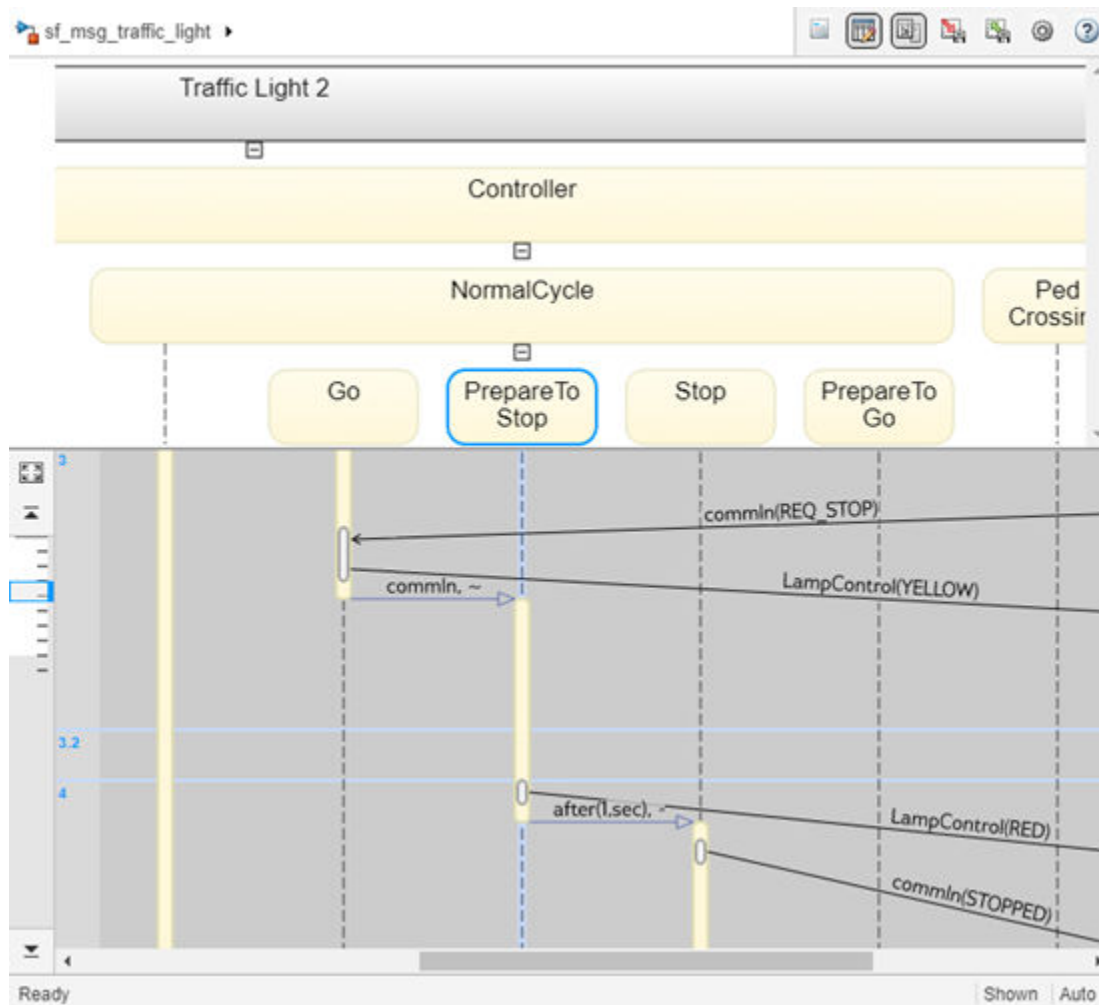 sf_msg_traffic_light
Traffic Light 2
Controller
NormalCycle
Ped
Crossin
Go
PrepareTo
Stop
Stop
PrepareTo
Go
3
commIn(REQ_STOP)
LampControl(YELLOW)
commIn, ~
3.2
4
after(1,sec), ~
LampControl(RED)
commIn(STOPPED)
Ready
Shown
Auto